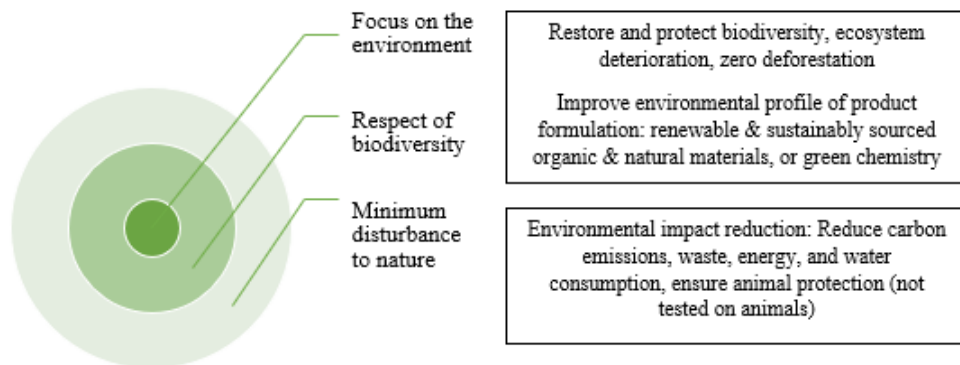 Focus on the
environment
Respect of
biodiversity
Minimum
disturbance
to nature
Restore and protect biodiversity, ecosystem
deterioration, zero deforestation
Improve environmental profile of product
formulation: renewable & sustainably sourced
organic & natural materials, or green chemistry
Environmental impact reduction: Reduce carbon
emissions, waste, energy, and water
consumption, ensure animal protection (not
tested on animals)